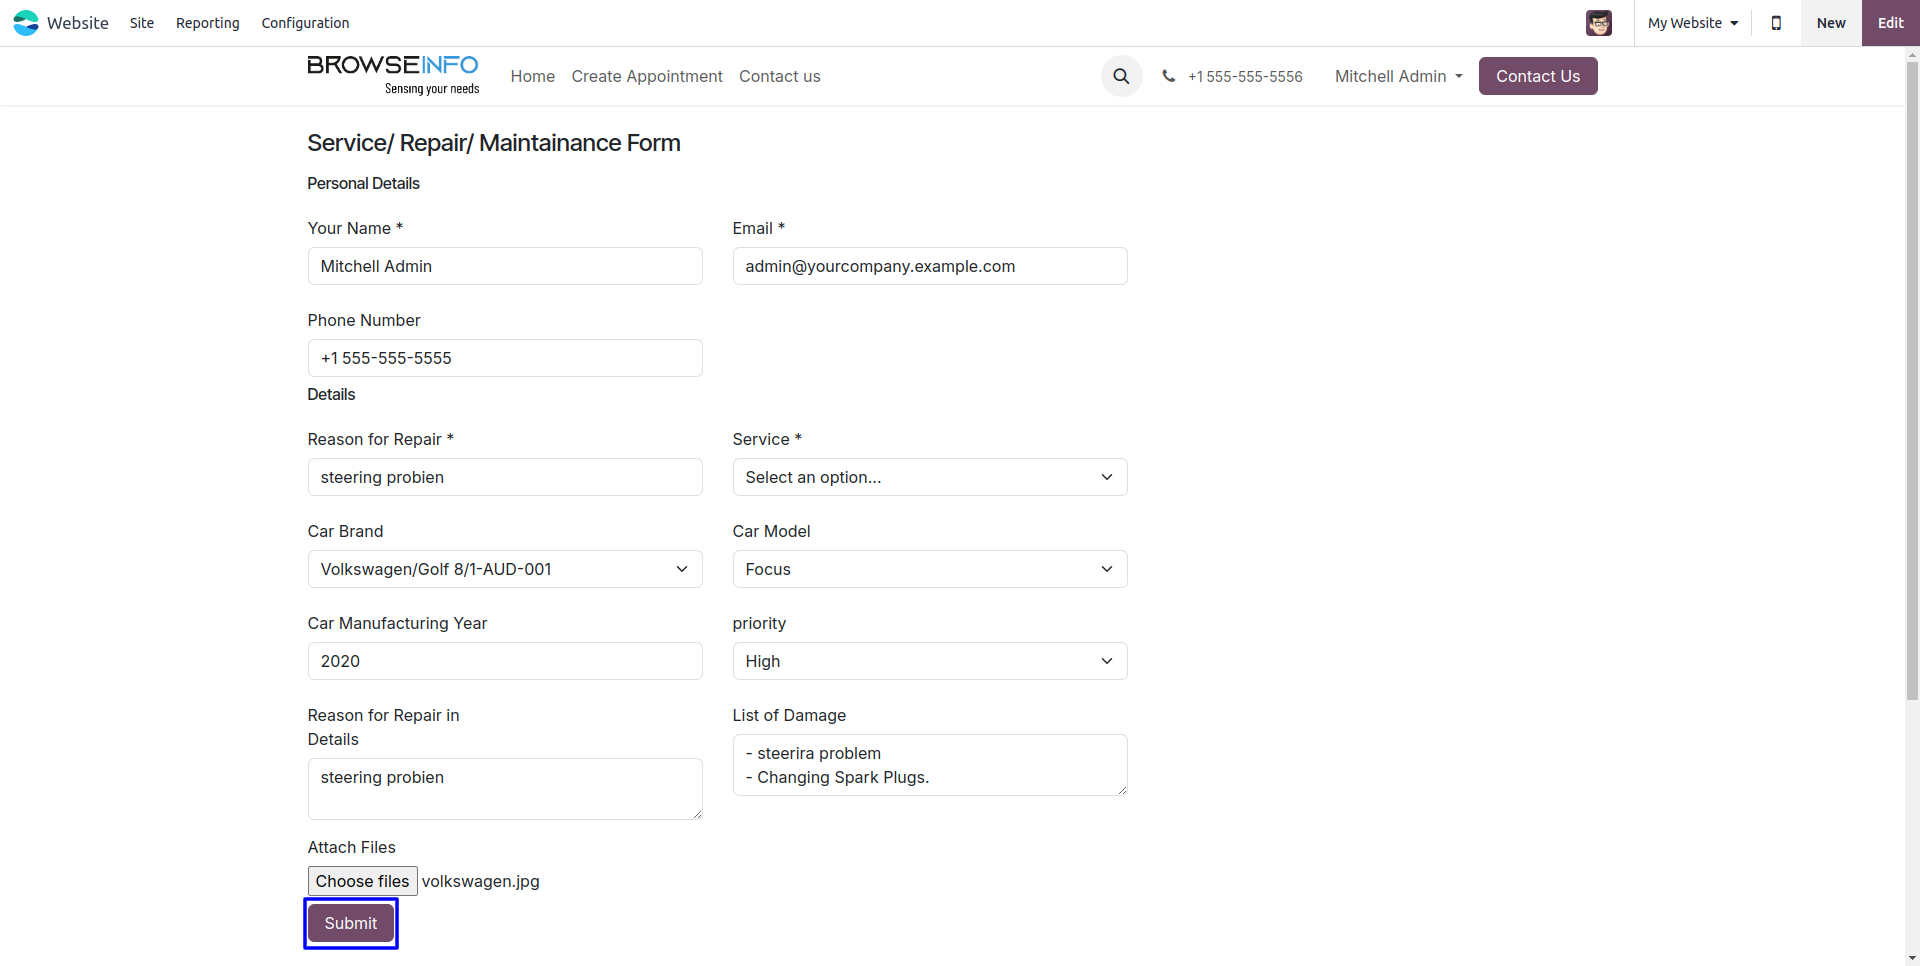 Website Site Reporting Configuration My Website New Edit
BROWSEINFO
Sensing your needs
Home Create Appointment Contact us +1 555-555-5556 Mitchell Admin Contact Us
Service/ Repair/ Maintainance Form
Personal Details
Your Name * Email *
Mitchell Admin admin@yourcompany.example.com
Phone Number
+1 555-555-5555
Details
Reason for Repair * Service *
steering probien Select an option...
Car Brand Car Model
Volkswagen/Golf 8/1-AUD-001 Focus
Car Manufacturing Year priority
2020 High
Reason for Repair in
Details
List of Damage
steering probien
- steerira problem
- Changing Spark Plugs.
Attach Files
Choose files volkswagen.jpg
Submit